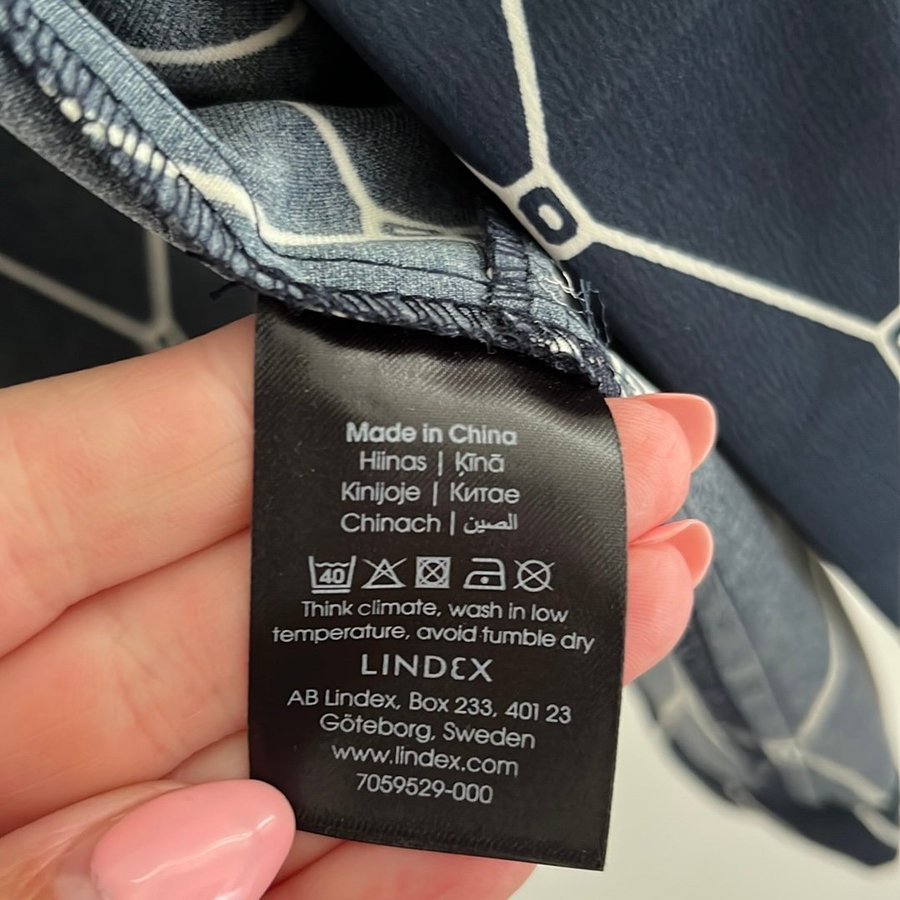 Made in China
Hiinas | Ķīnā
Kinijoje | Китае
Chinach | الصين
40
Think climate, wash in low
temperature, avoid tumble dry
LINDEX
AB Lindex, Box 233, 401 23
Göteborg, Sweden
www.lindex.com
7059529-000